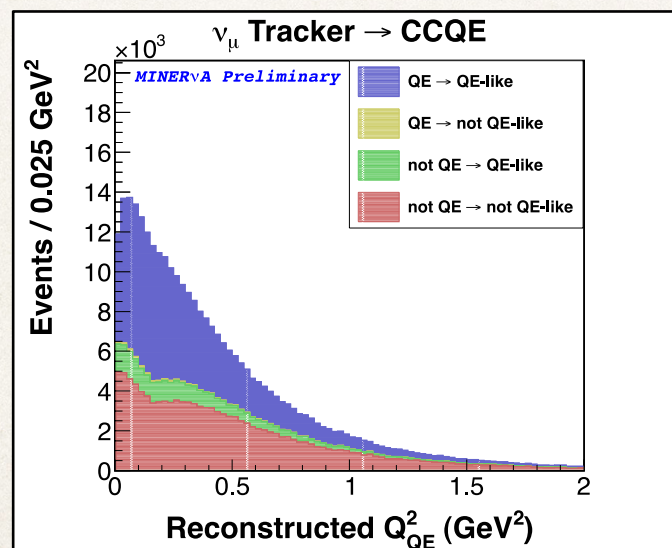 ν_μ Tracker → CCQE
×10³
MINERνA Preliminary
QE → QE-like
QE → not QE-like
not QE → QE-like
not QE → not QE-like
Events / 0.025 GeV²
20
18
16
14
12
10
8
6
4
2
0
0 0.5 1 1.5 2
Reconstructed Q²_QE (GeV²)